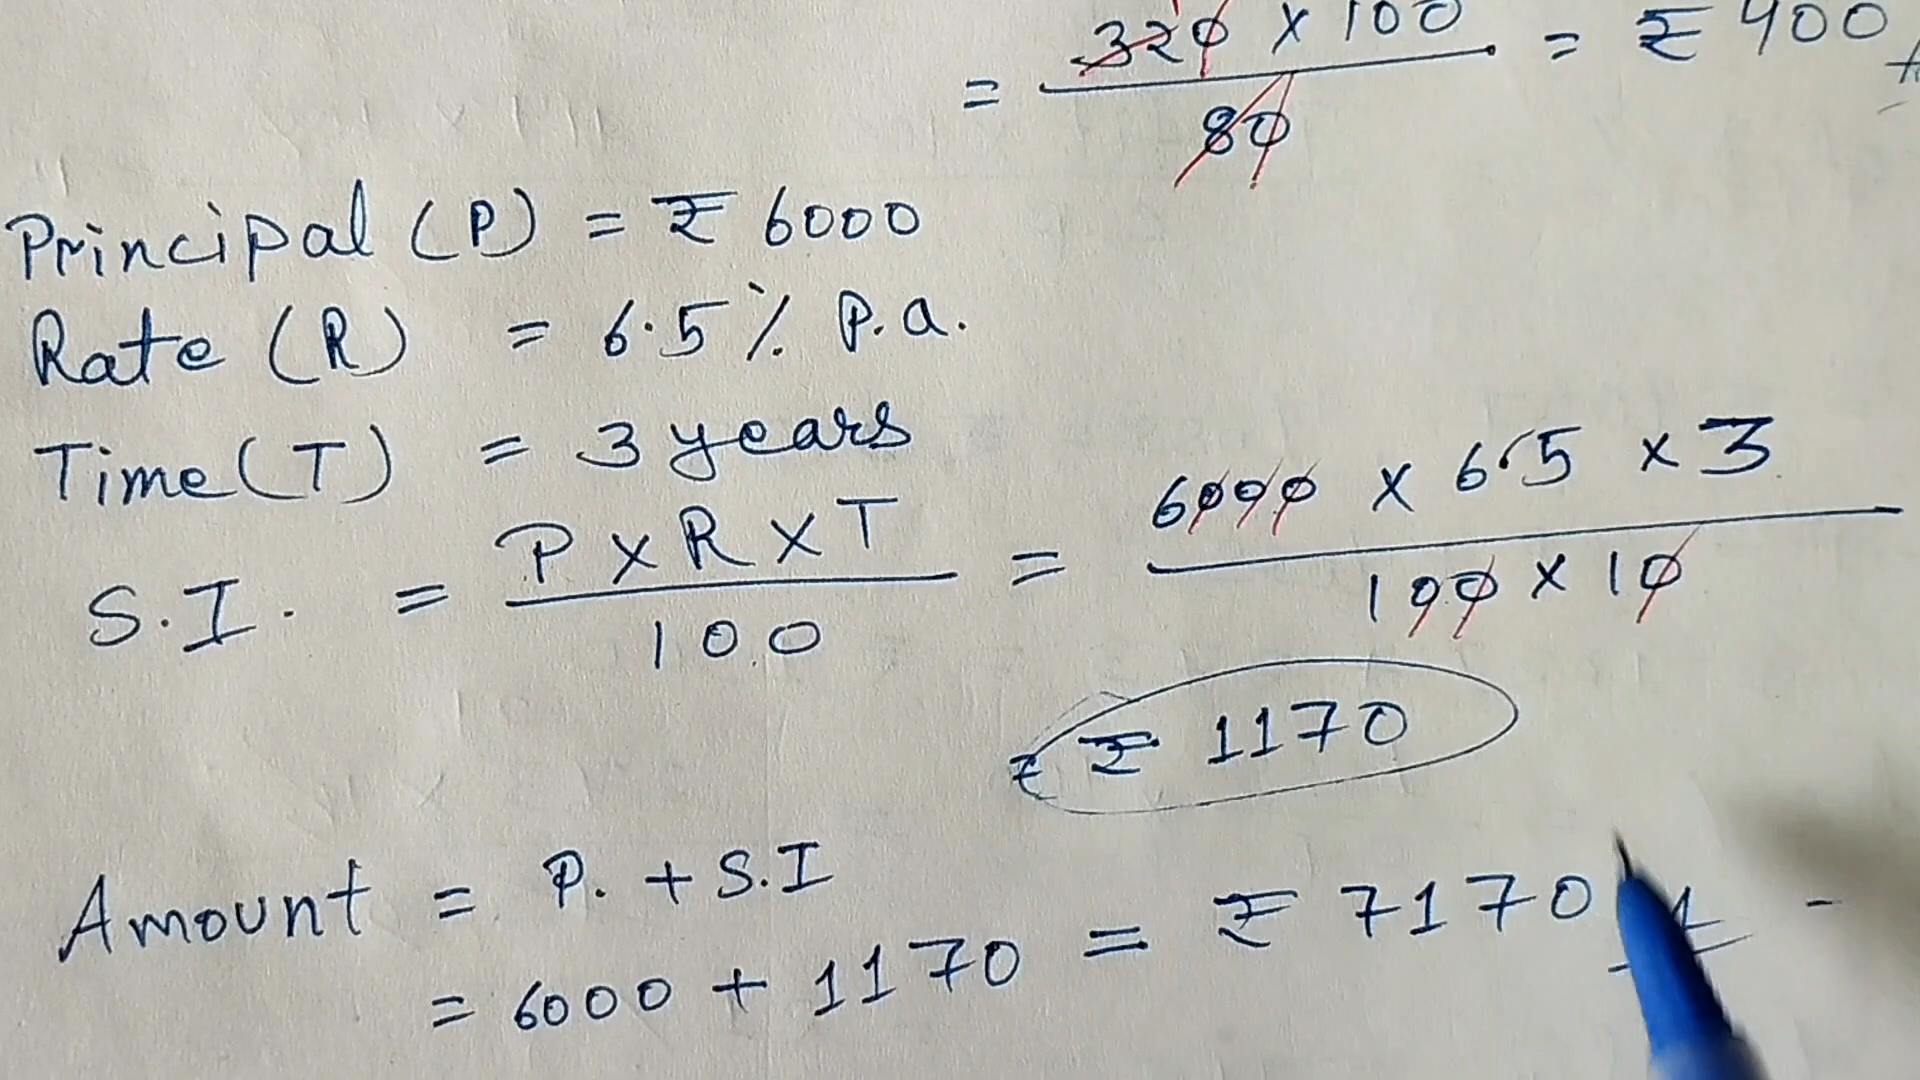 = 320 x 100 / 80 = ₹ 400
Principal (P) = ₹ 6000
Rate (R) = 6.5% P.a.
Time (T) = 3 years
S.I. = P x R x T / 100 = 6000 x 65 x 3 / 100 x 10
= ₹ 1170
Amount = P. + S.I
= 6000 + 1170 = ₹ 7170